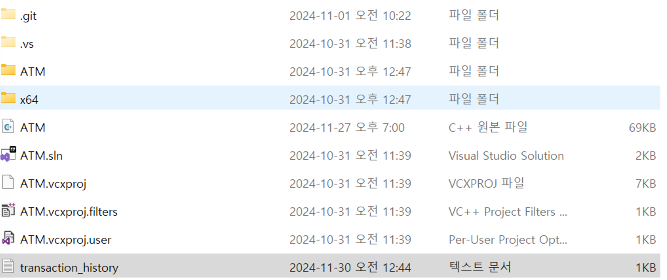 .git 2024-11-01 오전 10:22 파일 폴더
.vs 2024-10-31 오전 11:38 파일 폴더
ATM 2024-10-31 오후 12:47 파일 폴더
x64 2024-10-31 오후 12:47 파일 폴더
ATM 2024-11-27 오후 7:00 C++ 원본 파일 69KB
ATM.sln 2024-10-31 오전 11:39 Visual Studio Solution 2KB
ATM.vcxproj 2024-10-31 오전 11:39 VCXPROJ 파일 7KB
ATM.vcxproj.filters 2024-10-31 오전 11:39 VC++ Project Filters ... 1KB
ATM.vcxproj.user 2024-10-31 오전 11:39 Per-User Project Opt... 1KB
transaction_history 2024-11-30 오전 12:44 텍스트 문서 1KB